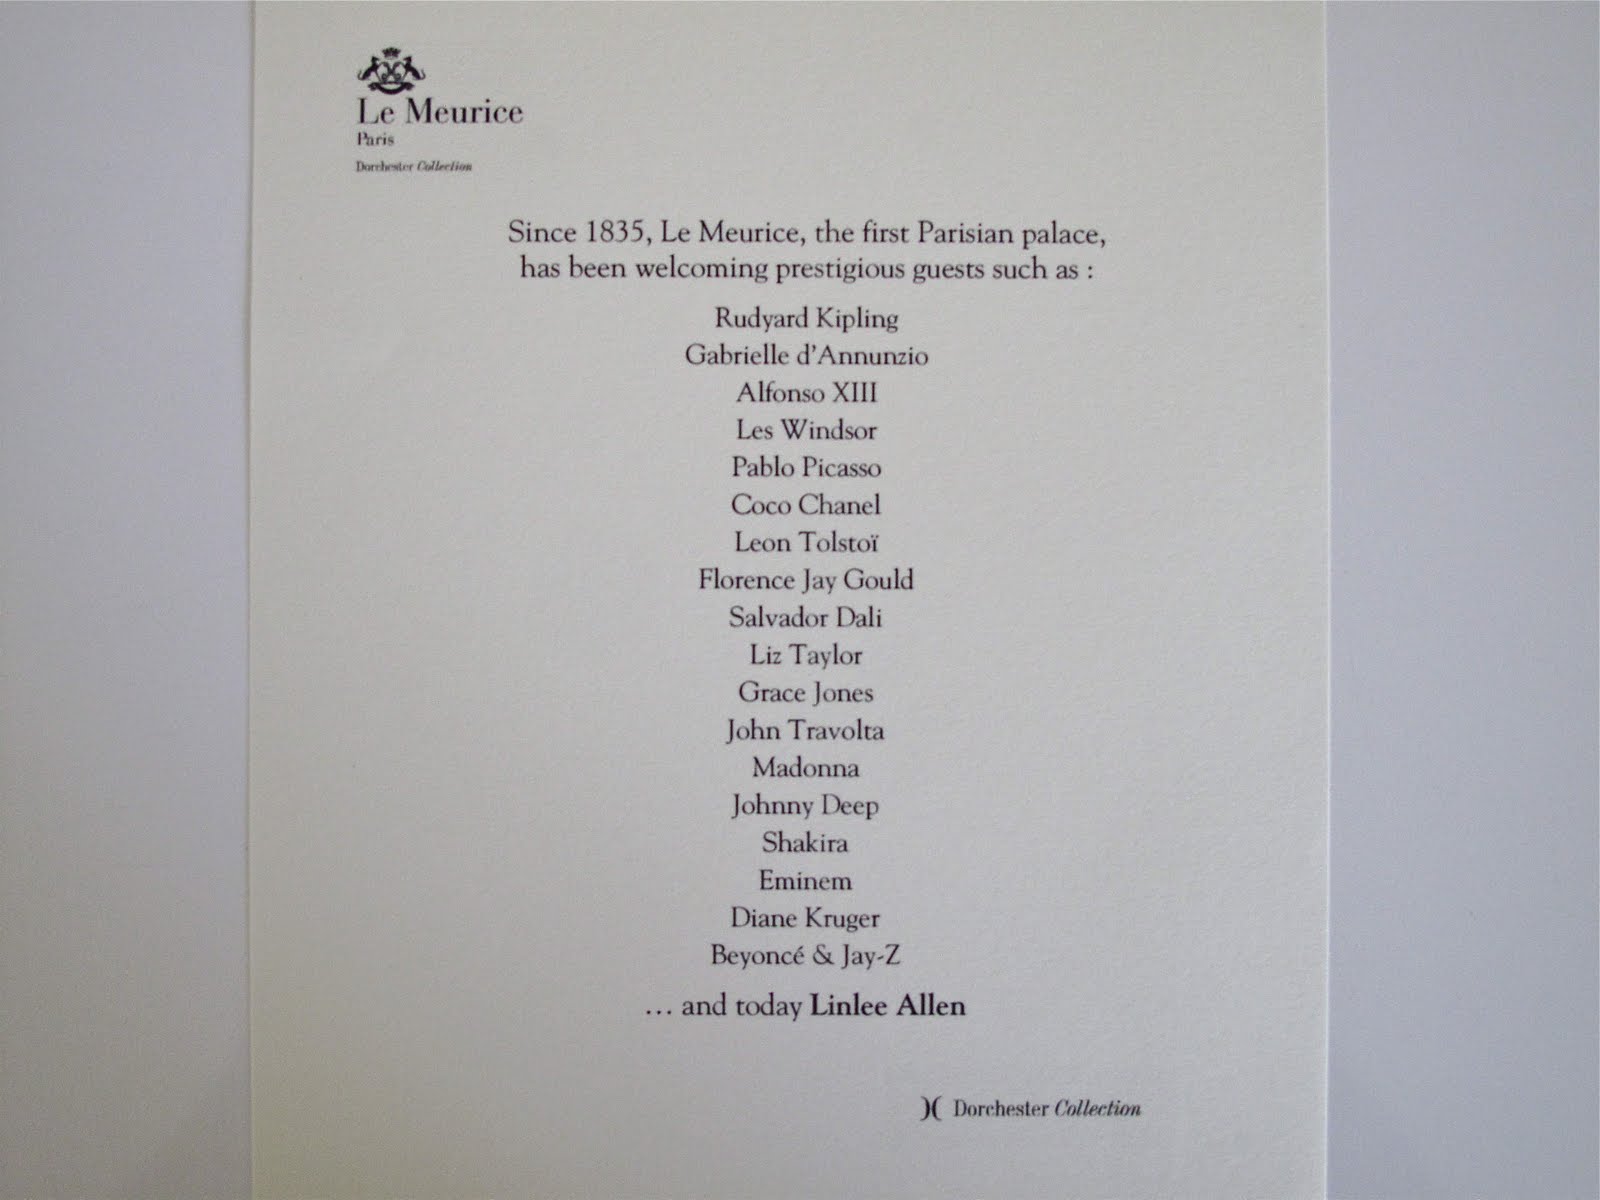 Le Meurice
Paris
Dorchester Collection
Since 1835, Le Meurice, the first Parisian palace,
has been welcoming prestigious guests such as :
Rudyard Kipling
Gabrielle d'Annunzio
Alfonso XIII
Les Windsor
Pablo Picasso
Coco Chanel
Leon Tolstoï
Florence Jay Gould
Salvador Dali
Liz Taylor
Grace Jones
John Travolta
Madonna
Johnny Deep
Shakira
Eminem
Diane Kruger
Beyoncé & Jay-Z
... and today Linlee Allen
Dorchester Collection